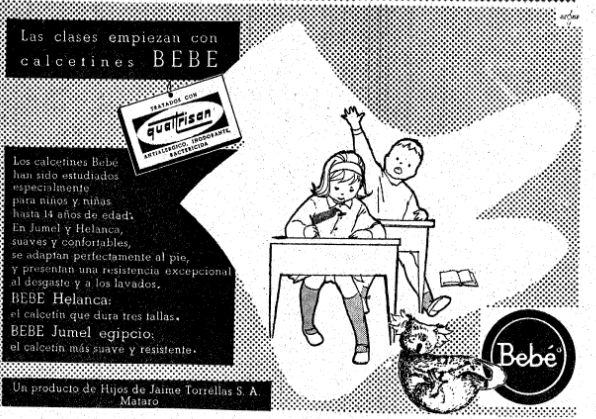 Las clases empiezan con
calcetines BEBE
TRATADOS CON
quattrisan
ANTIALERGICO, INODORANTE,
BACTERICIDA
Los calcetines Bebé
han sido estudiados
especialmente
para niños y niñas
hasta 14 años de edad.
En Jumel y Helanca,
suaves y confortables,
se adaptan perfectamente al pie,
y presentan una resistencia excepcional
al desgaste y a los lavados.
BEBE Helanca:
el calcetín que dura tres tallas.
BEBE Jumel egipcio:
el calcetín más suave y resistente.
Bebé
Un producto de Hijos de Jaime Torrellas S. A.
Mataro